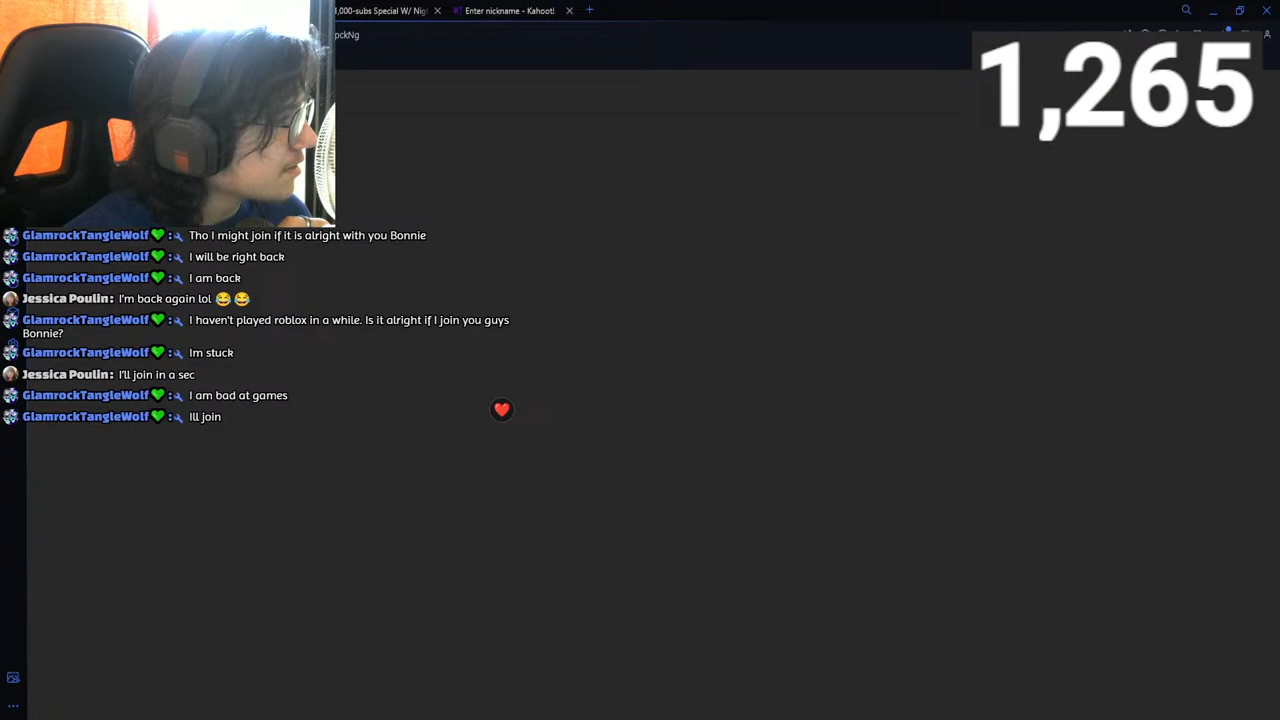 1,000-subs Special W/ Nig
Enter nickname - Kahoot!
pckNg
1,265
GlamrockTangleWolf💚: Tho I might join if it is alright with you Bonnie
GlamrockTangleWolf💚: I will be right back
GlamrockTangleWolf💚: I am back
Jessica Poulin: I'm back again lol 😂 😂
GlamrockTangleWolf💚: I haven't played roblox in a while. Is it alright if I join you guys
Bonnie?
GlamrockTangleWolf💚: Im stuck
Jessica Poulin: I'll join in a sec
GlamrockTangleWolf💚: I am bad at games
GlamrockTangleWolf💚: Ill join